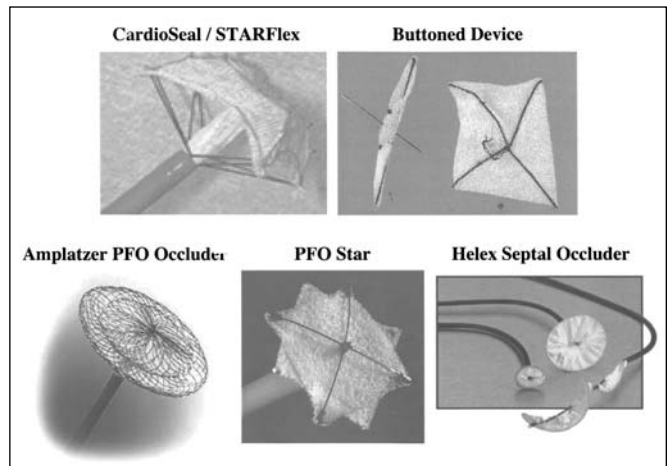 CardioSeal / STARFlex
Buttoned Device
Amplatzer PFO Occluder
PFO Star
Helex Septal Occluder